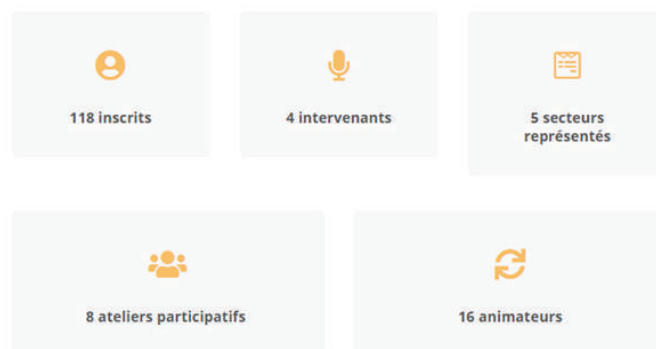 118 inscrits
4 intervenants
5 secteurs
représentés
8 ateliers participatifs
16 animateurs